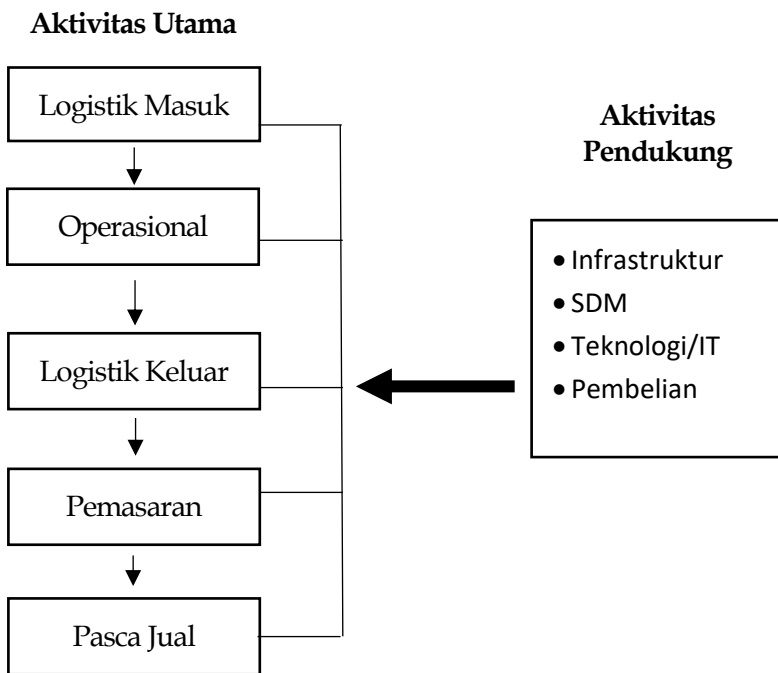 Aktivitas Utama
Logistik Masuk
Operasional
Logistik Keluar
Pemasaran
Pasca Jual
Aktivitas
Pendukung
• Infrastruktur
• SDM
• Teknologi/IT
• Pembelian